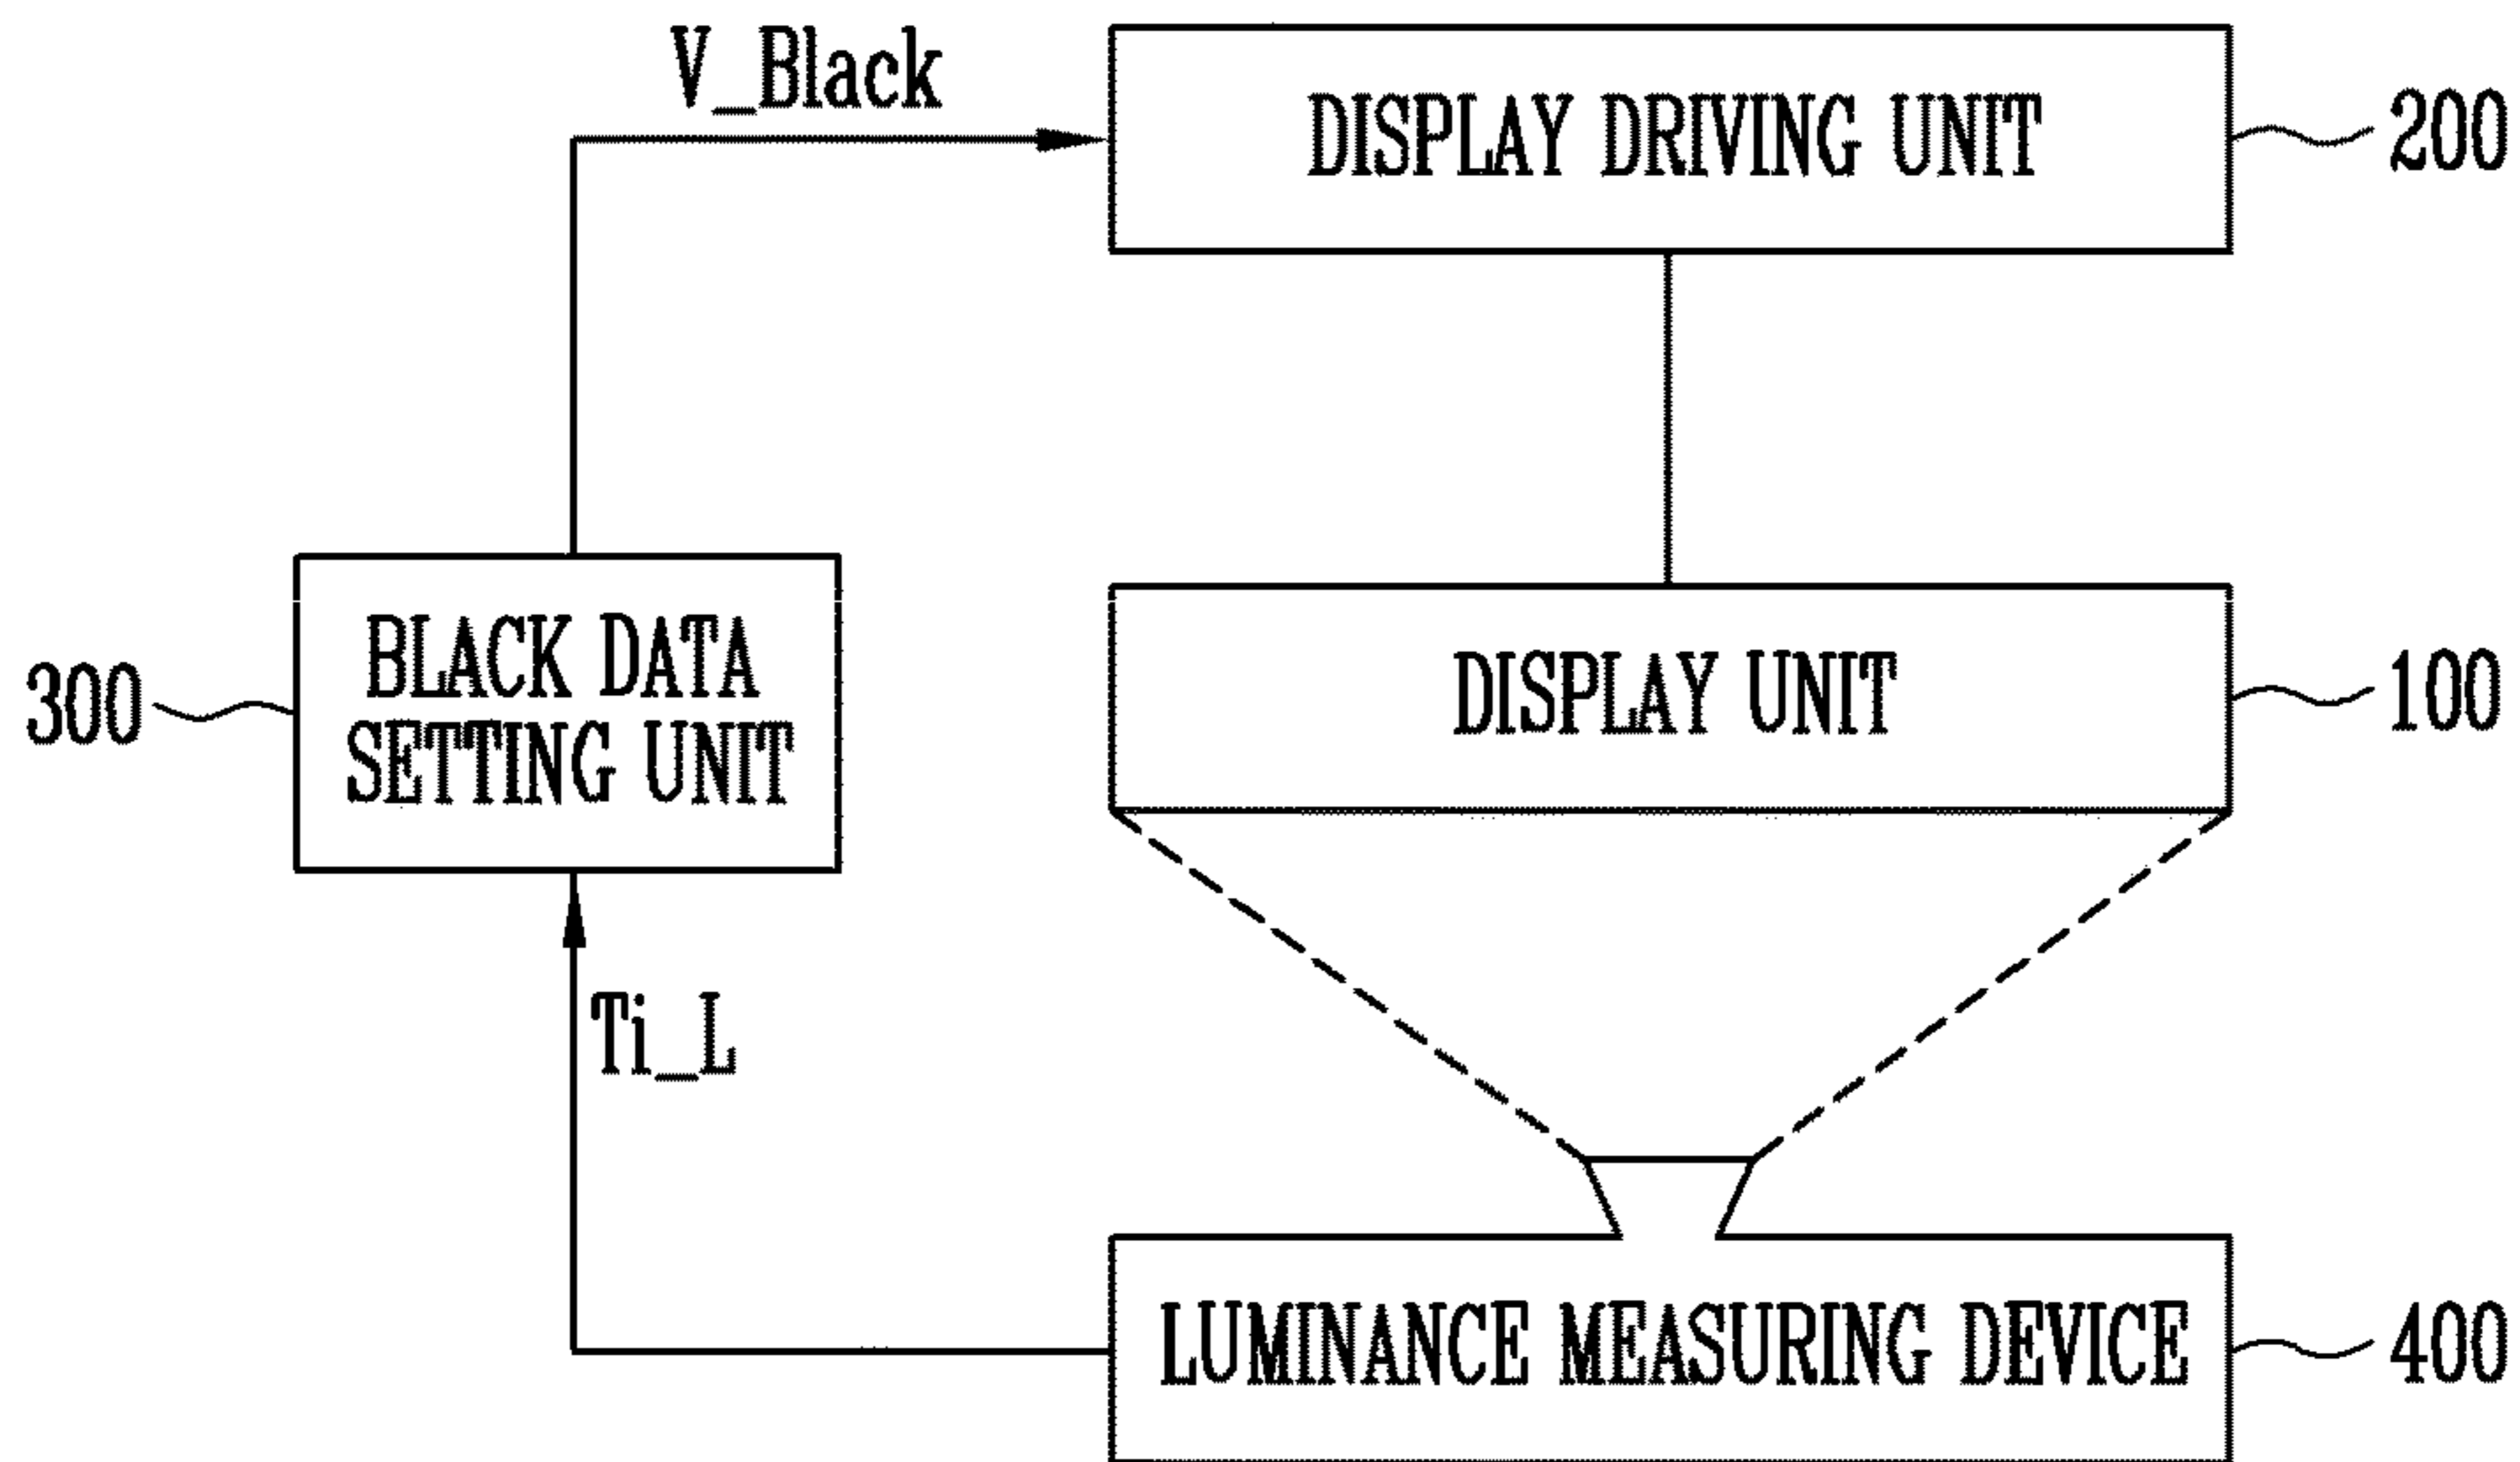 V_Black
DISPLAY DRIVING UNIT
200
BLACK DATA
SETTING UNIT
300
DISPLAY UNIT
100
Ti_L
LUMINANCE MEASURING DEVICE
400